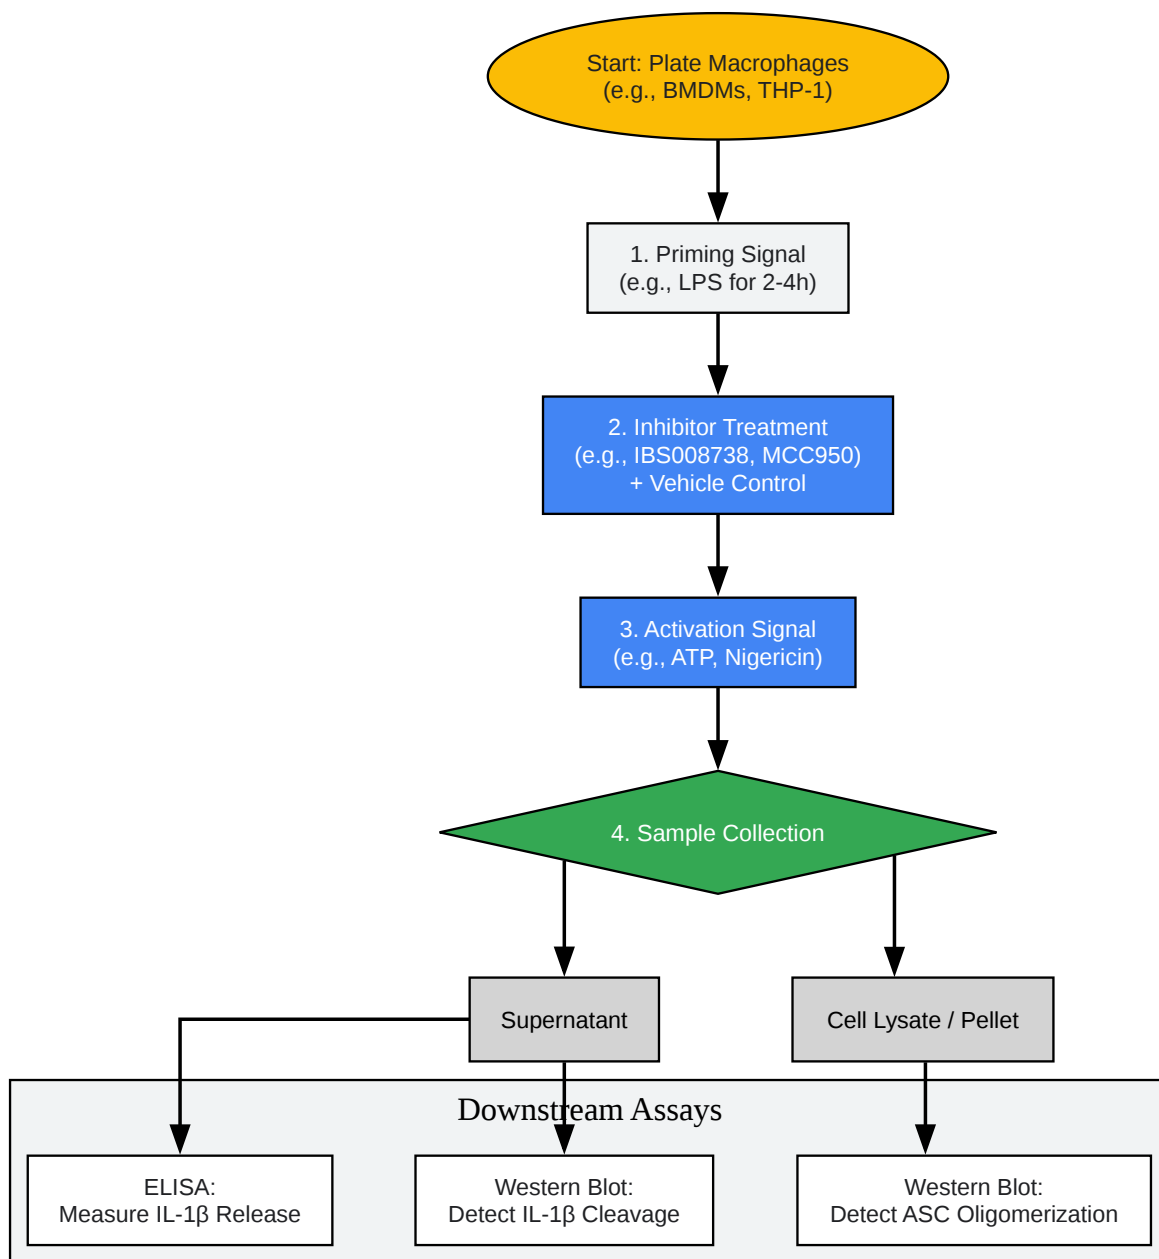 Start: Plate Macrophages
(e.g., BMDMs, THP-1)
1. Priming Signal
(e.g., LPS for 2-4h)
2. Inhibitor Treatment
(e.g., IBS008738, MCC950)
+ Vehicle Control
3. Activation Signal
(e.g., ATP, Nigericin)
4. Sample Collection
Supernatant
Cell Lysate / Pellet
Downstream Assays
ELISA:
Measure IL-1β Release
Western Blot:
Detect IL-1β Cleavage
Western Blot:
Detect ASC Oligomerization